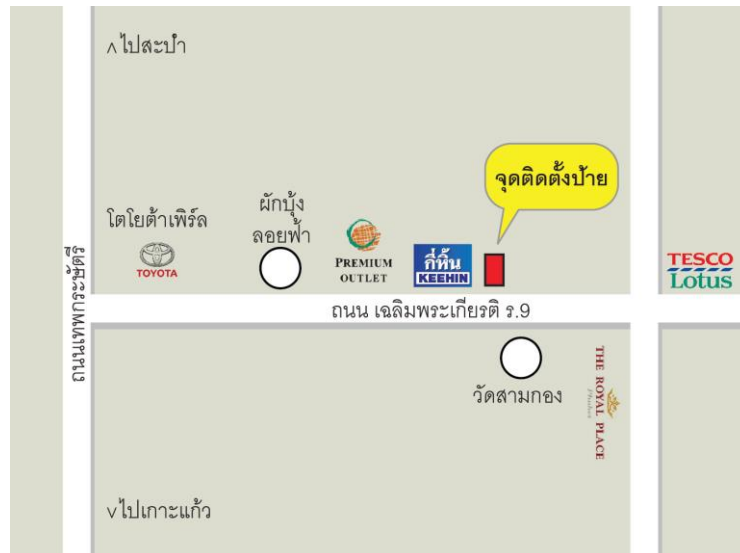 ^ไปสะปำ
จุดติดตั้งป้าย
ผักบุ้ง
ลอยฟ้า
โตโยต้าเพิร์ล
TOYOTA
PREMIUM
OUTLET
กี่หิ้น
KEEHIN
TESCO
Lotus
ถนนเทพกระษัตรี
ถนน เฉลิมพระเกียรติ ร.9
วัดสามกอง
THE ROYAL PLACE
Phuket
vไปเกาะแก้ว